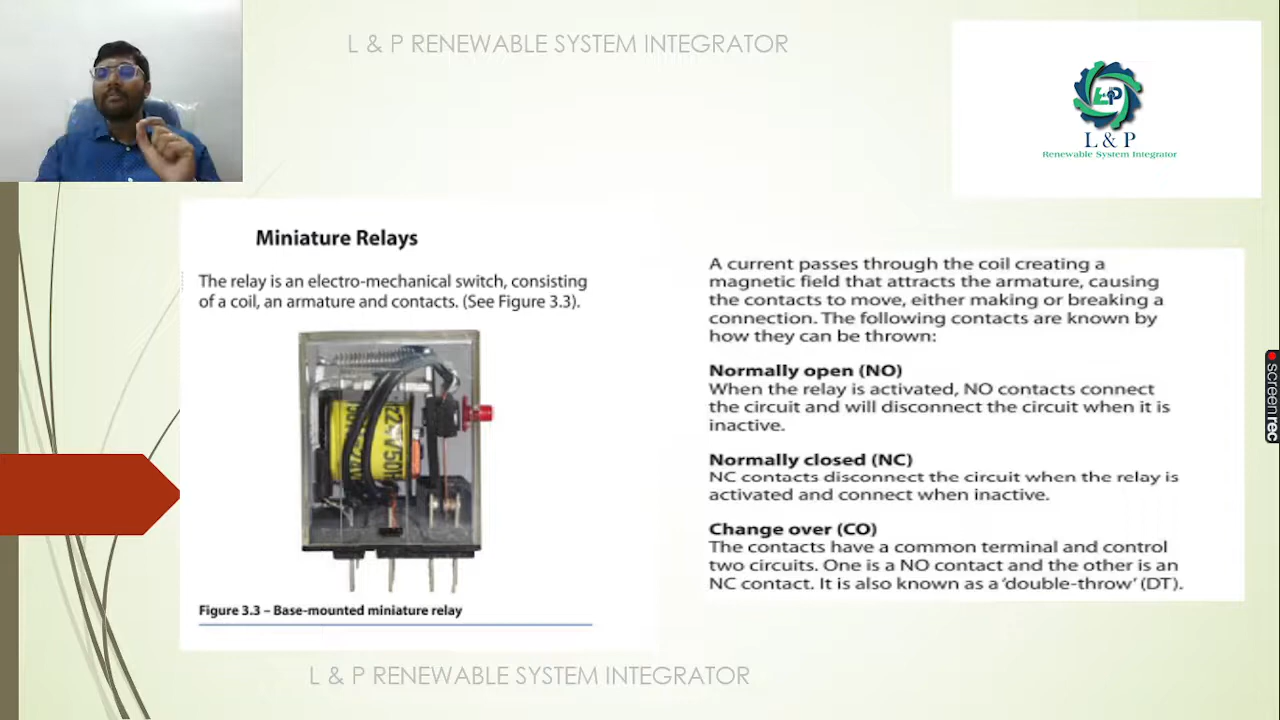 L & P RENEWABLE SYSTEM INTEGRATOR
L & P
Renewable System Integrator
Miniature Relays
The relay is an electro-mechanical switch, consisting
of a coil, an armature and contacts. (See Figure 3.3).
Figure 3.3 – Base-mounted miniature relay
A current passes through the coil creating a
magnetic field that attracts the armature, causing
the contacts to move, either making or breaking a
connection. The following contacts are known by
how they can be thrown:
Normally open (NO)
When the relay is activated, NO contacts connect
the circuit and will disconnect the circuit when it is
inactive.
Normally closed (NC)
NC contacts disconnect the circuit when the relay is
activated and connect when inactive.
Change over (CO)
The contacts have a common terminal and control
two circuits. One is a NO contact and the other is an
NC contact. It is also known as a ‘double-throw’ (DT).
screenrec
L & P RENEWABLE SYSTEM INTEGRATOR